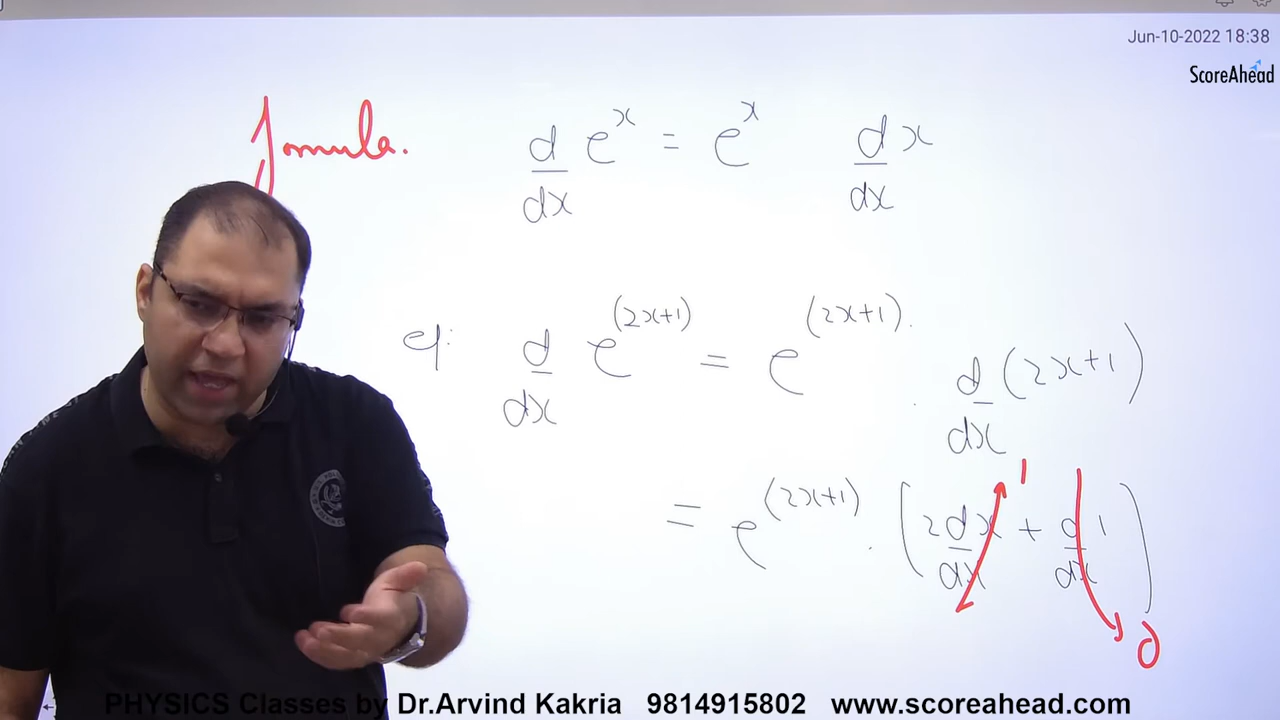 Jun-10-2022 18:38
ScoreAhead
Formula.
d/dx e^x = e^x d/dx x
eg: d/dx e^(2x+1) = e^(2x+1) . d/dx (2x+1)
= e^(2x+1) . (2 d/dx x + d/dx 1)
1
0
PHYSICS Classes by Dr.Arvind Kakria 9814915802 www.scoreahead.com